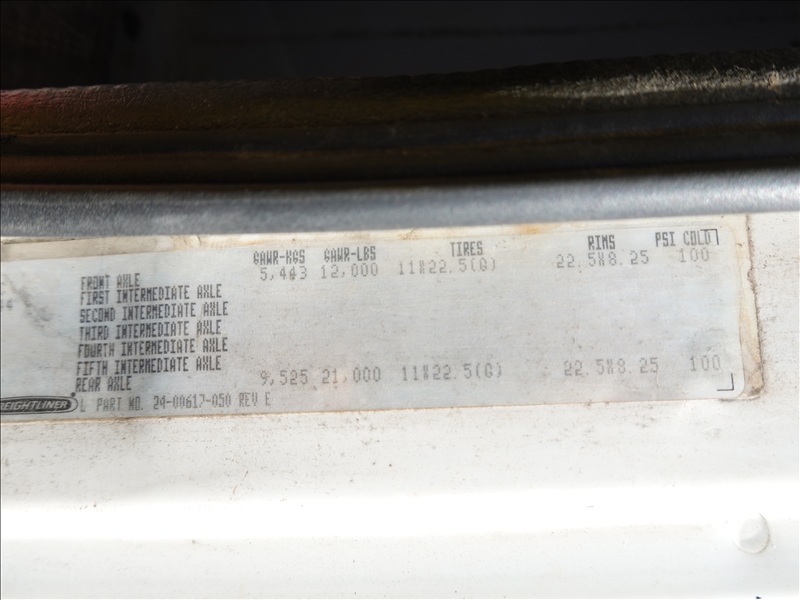 GAWR-KGS GAWR-LBS TIRES RIMS PSI COLD
FRONT AXLE 5,443 12,000 11R22.5(G) 22.5X8.25 100
FIRST INTERMEDIATE AXLE
SECOND INTERMEDIATE AXLE
THIRD INTERMEDIATE AXLE
FOURTH INTERMEDIATE AXLE
FIFTH INTERMEDIATE AXLE
REAR AXLE 9,525 21,000 11R22.5(G) 22.5X8.25 100
REIGHTLINER® L PART NO. 24-00617-050 REV E